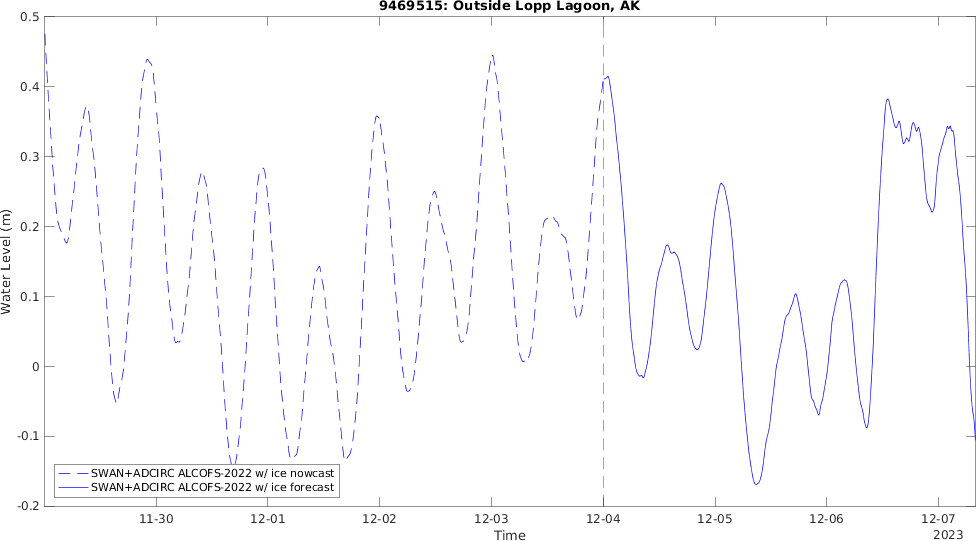 9469515: Outside Lopp Lagoon, AK
0.5
0.4
0.3
0.2
0.1
0
-0.1
-0.2
Water Level (m)
SWAN+ADCIRC ALCOFS-2022 w/ ice nowcast
SWAN+ADCIRC ALCOFS-2022 w/ ice forecast
11-30 12-01 12-02 12-03 12-04 12-05 12-06 12-07
Time
2023